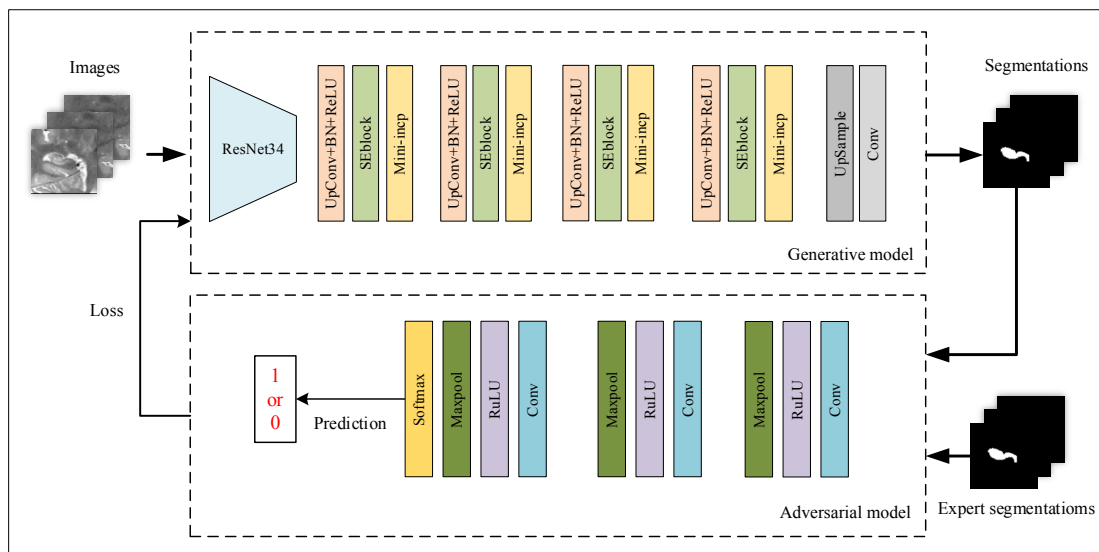 Images
ResNet34
UpConv+BN+ReLU
SEblock
Mini-incp
UpConv+BN+ReLU
SEblock
Mini-incp
UpConv+BN+ReLU
SEblock
Mini-incp
UpConv+BN+ReLU
SEblock
Mini-incp
UpSample
Conv
Generative model
Segmentations
Loss
1
or
0
Prediction
Softmax
Maxpool
RuLU
Conv
Maxpool
RuLU
Conv
Maxpool
RuLU
Conv
Adversarial model
Expert segmentatioms